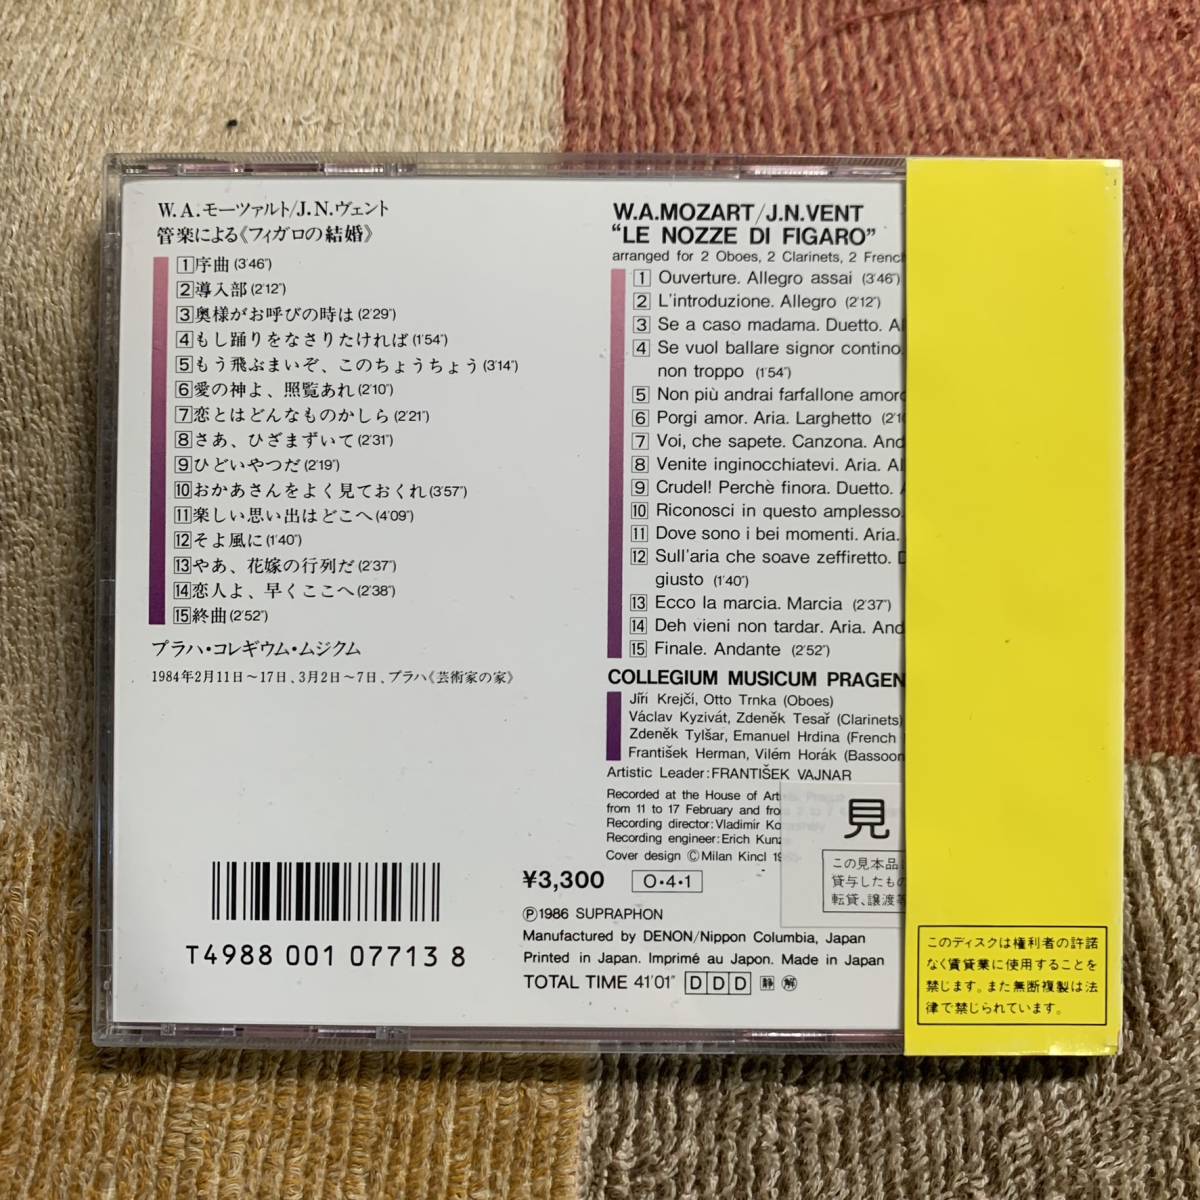 W.A.モーツァルト/J.N.ヴェント
管楽による《フィガロの結婚》
1 序曲(3'46")
2 導入部(2'12")
3 奥様がお呼びの時は(2'29")
4 もし踊りをなさりたければ(1'54")
5 もう飛ぶまいぞ、このちょうちょう(3'14")
6 愛の神よ、照覧あれ(2'10")
7 恋とはどんなものかしら(2'21")
8 さあ、ひざまずいて(2'31")
9 ひどいやつだ(2'19")
10 おかあさんをよく見ておくれ(3'57")
11 楽しい思い出はどこへ(4'09")
12 そよ風に(1'40")
13 やあ、花嫁の行列だ(2'37")
14 恋人よ、早くここへ(2'38")
15 終曲(2'52")
プラハ・コレギウム・ムジクム
1984年2月11日〜17日、3月2日〜7日、プラハ《芸術家の家》
W.A.MOZART/J.N.VENT
"LE NOZZE DI FIGARO"
arranged for 2 Oboes, 2 Clarinets, 2 French
1 Ouverture. Allegro assai (3'46")
2 L'introduzione. Allegro (2'12")
3 Se a caso madama. Duetto.
4 Se vuol ballare signor contino.
non troppo (1'54")
5 Non più andrai farfallone
6 Porgi amor. Aria. Larghetto
7 Voi, che sapete. Canzona.
8 Venite inginocchiatevi. Aria.
9 Crudel! Perchè finora. Duetto.
10 Riconosci in questo amplesso.
11 Dove sono i bei momenti. Aria.
12 Sull'aria che soave zeffiretto.
giusto (1'40")
13 Ecco la marcia. Marcia (2'37")
14 Deh vieni non tardar. Aria.
15 Finale. Andante (2'52")
COLLEGIUM MUSICUM PRAGEN
Jiří Krejčí, Otto Trnka (Oboes)
Václav Kyzivát, Zdeněk Tesař (Clarinets)
Zdeněk Tylšar, Emanuel Hrdina (French
František Herman, Vilém Horák (Bassoon
Artistic Leader: FRANTIŠEK VAJNAR
Recorded at the House of
from 11 to 17 February and
Recording director: Vladimír
Recording engineer: Erich
Cover design ©Milan Kincl
見
この見本品
貸与したもの
転貸、譲渡等
¥3,300 O・4・1
℗1986 SUPRAPHON
Manufactured by DENON/Nippon Columbia, Japan
Printed in Japan. Imprimé au Japon. Made in Japan
TOTAL TIME 41'01" DDD 静 解
T4988 001 07713 8
このディスクは権利者の許諾
なく賃貸業に使用することを
禁じます。また無断複製は法
律で禁じられています。